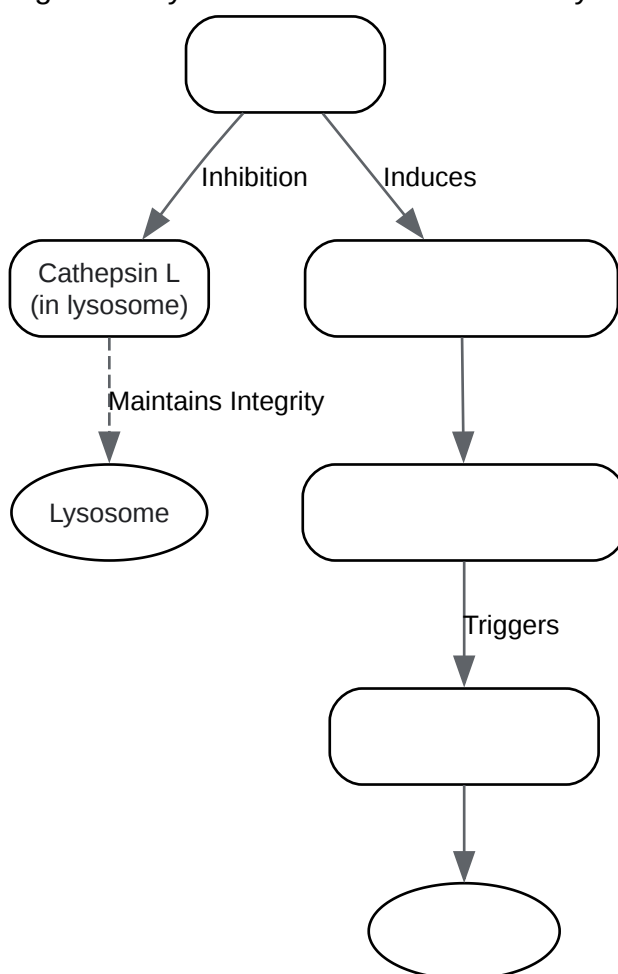 Inhibition
Induces
Cathepsin L
(in lysosome)
Maintains Integrity
Lysosome
Triggers